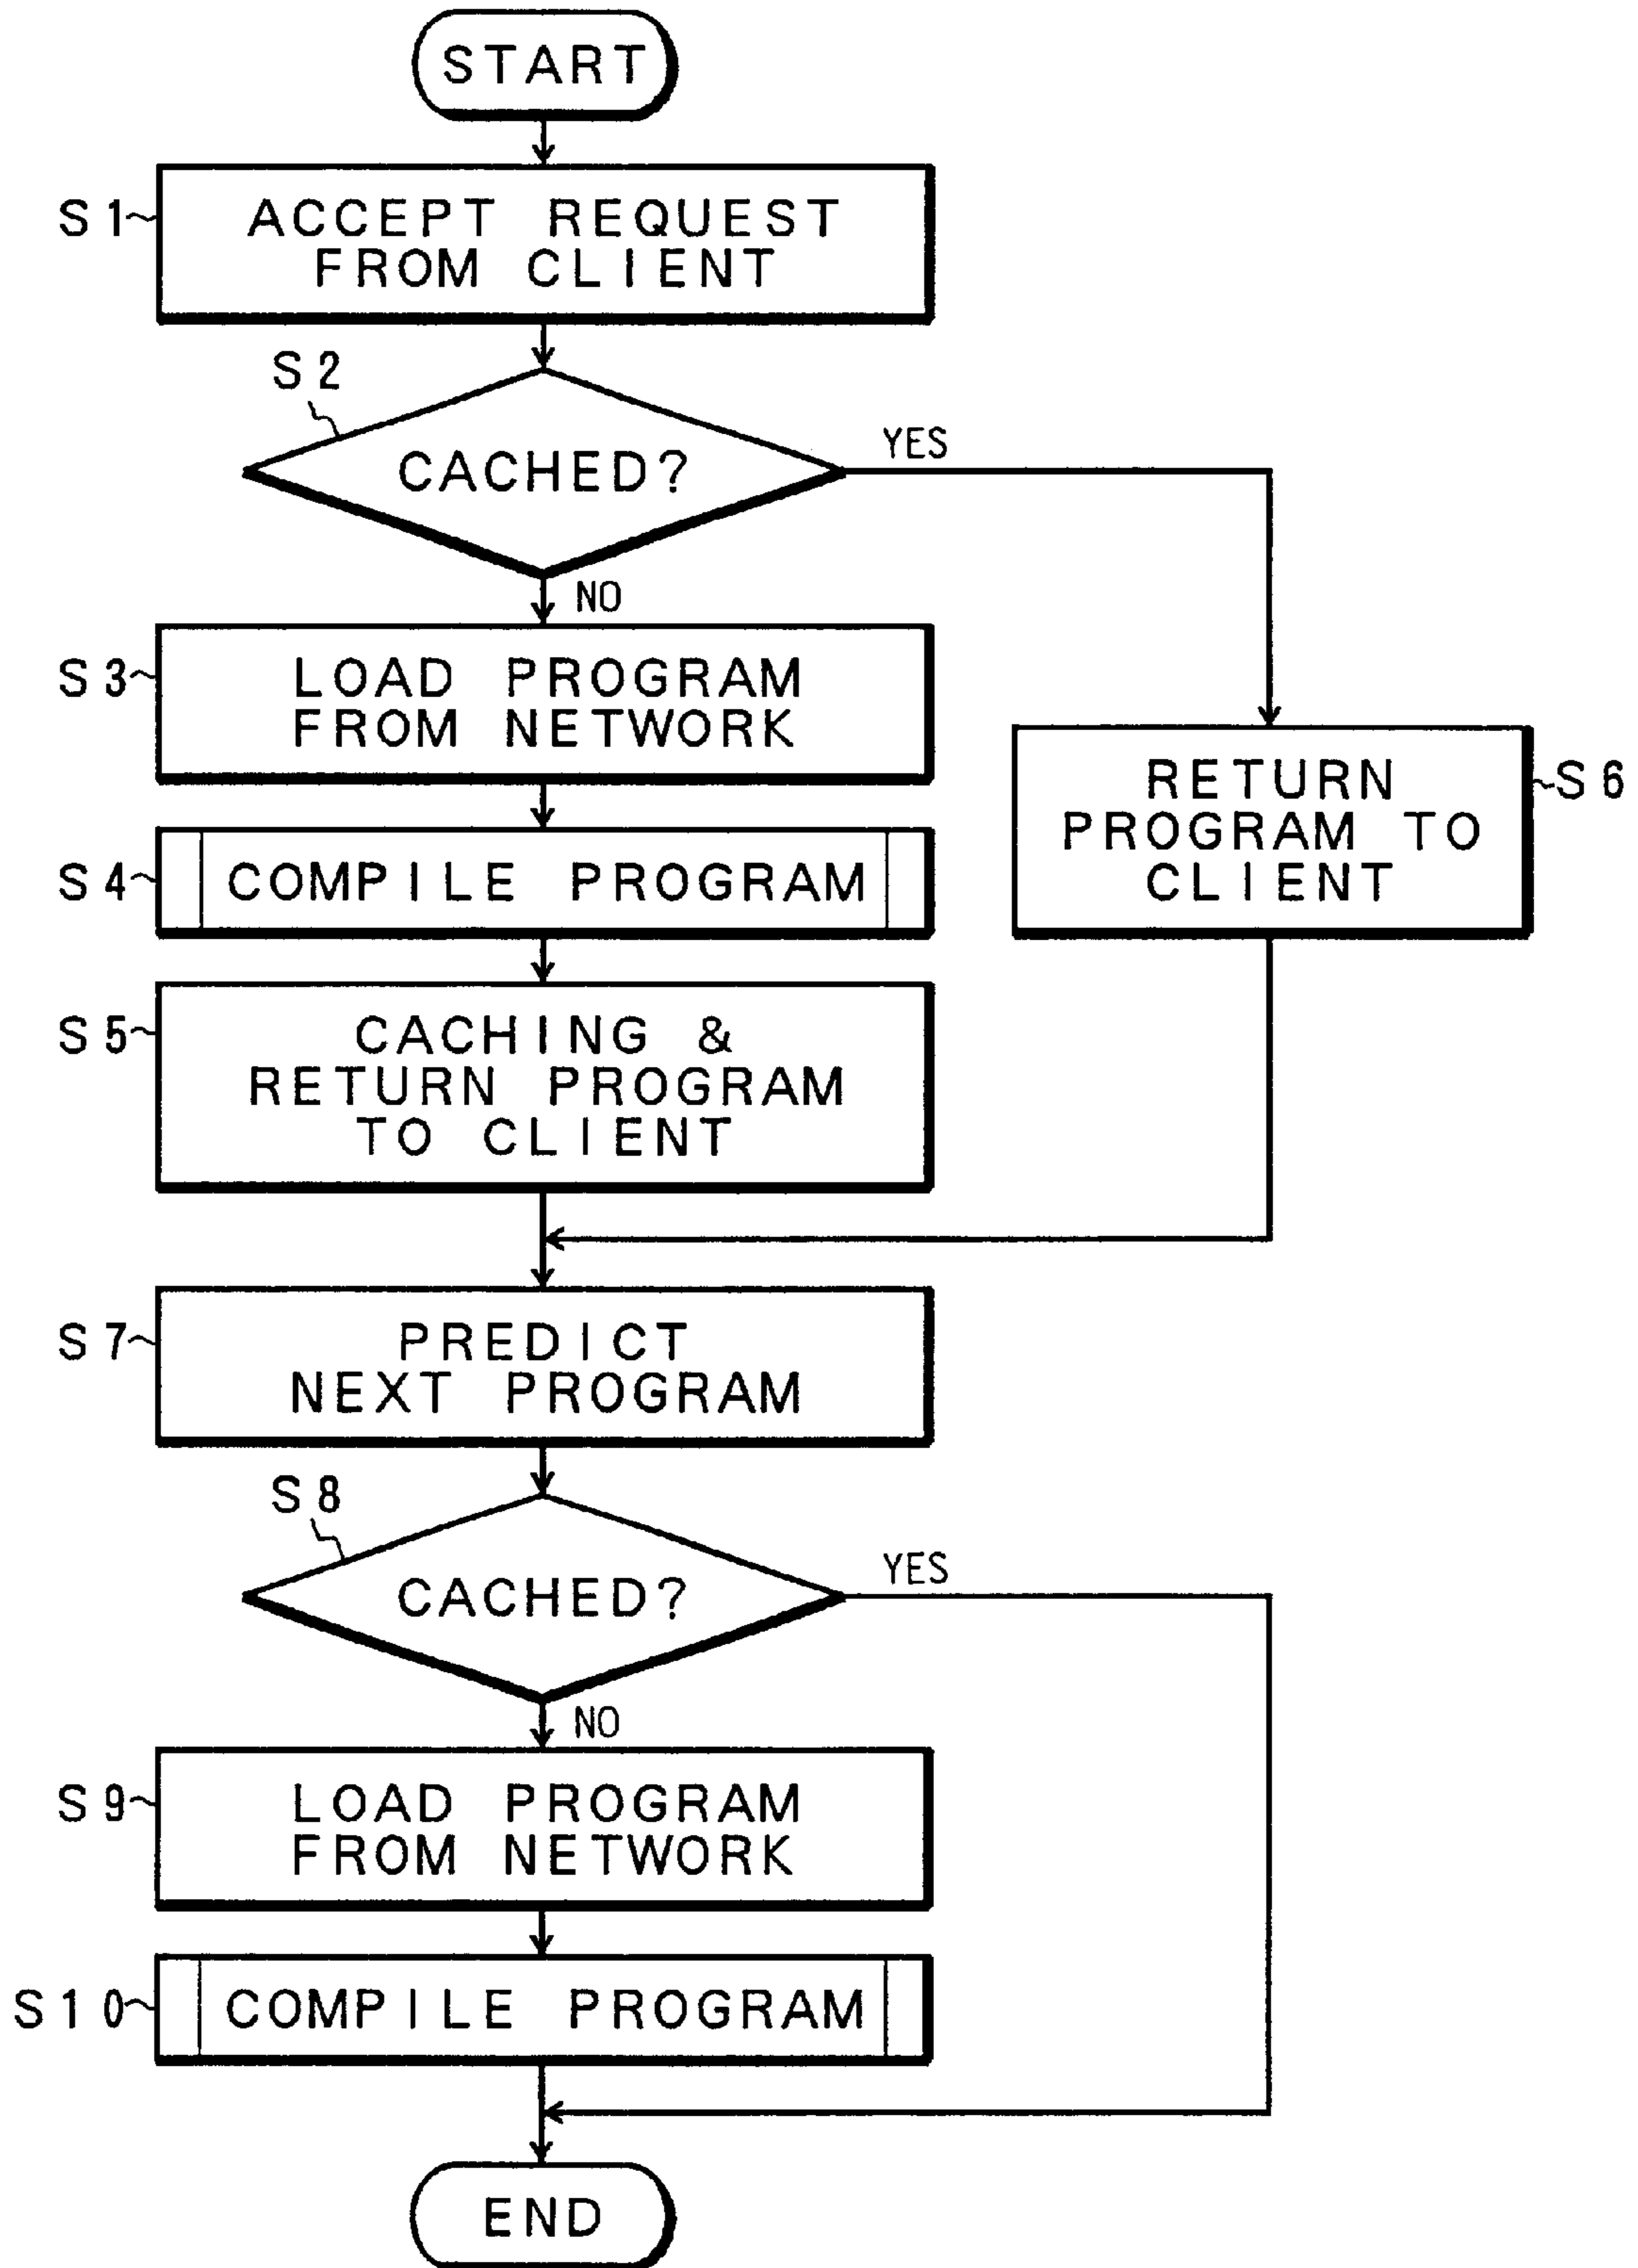 START
S1
ACCEPT REQUEST
FROM CLIENT
S2
CACHED?
YES
NO
S3
LOAD PROGRAM
FROM NETWORK
S4
COMPILE PROGRAM
S5
CACHING &
RETURN PROGRAM
TO CLIENT
RETURN
PROGRAM TO
CLIENT
S6
S7
PREDICT
NEXT PROGRAM
S8
CACHED?
YES
NO
S9
LOAD PROGRAM
FROM NETWORK
S10
COMPILE PROGRAM
END